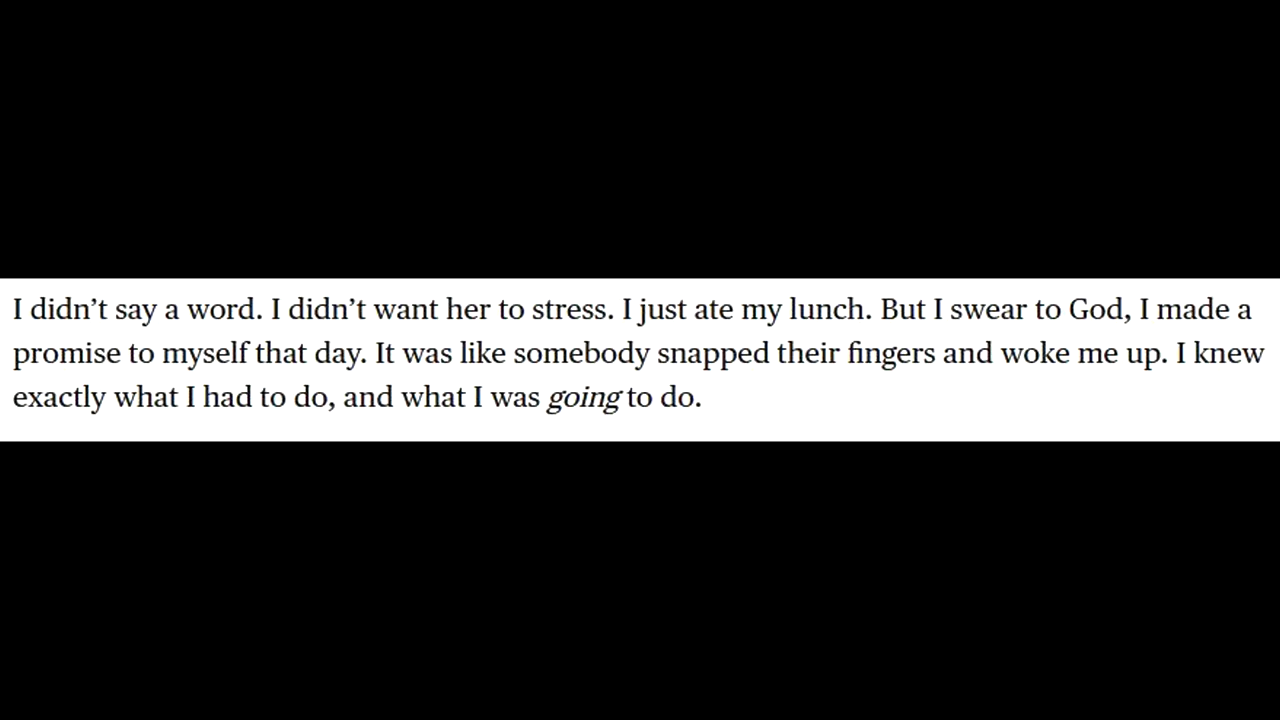 I didn’t say a word. I didn’t want her to stress. I just ate my lunch. But I swear to God, I made a
promise to myself that day. It was like somebody snapped their fingers and woke me up. I knew
exactly what I had to do, and what I was going to do.